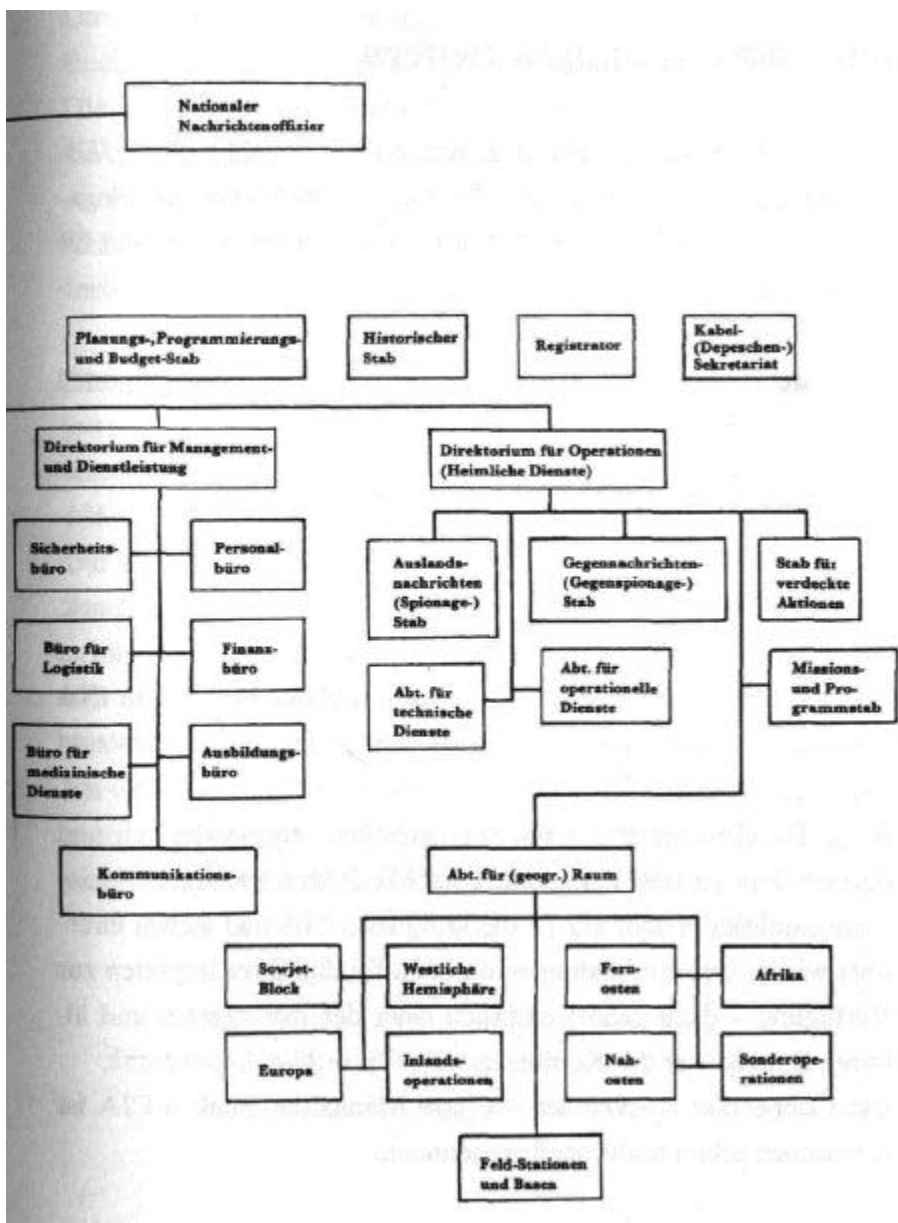 Nationaler
Nachrichtenoffizier
Planungs-, Programmierungs-
und Budget-Stab
Historischer
Stab
Registrator
Kabel-
(Depeschen-)
Sekretariat
Direktorium für Management-
und Dienstleistung
Direktorium für Operationen
(Heimliche Dienste)
Sicherheits-
büro
Personal-
büro
Auslands-
nachrichten
(Spionage-)
Stab
Gegennachrichten-
(Gegenspionage-)
Stab
Stab für
verdeckte
Aktionen
Büro für
Logistik
Finanz-
büro
Abt. für
technische
Dienste
Abt. für
operationelle
Dienste
Missions-
und Pro-
grammstab
Büro für
medizinische
Dienste
Ausbildungs-
büro
Kommunikations-
büro
Abt. für (geogr.) Raum
Sowjet-
Block
Westliche
Hemisphäre
Fern-
osten
Afrika
Europa
Inlands-
operationen
Nah-
osten
Sonderope-
rationen
Feld-Stationen
und Basen